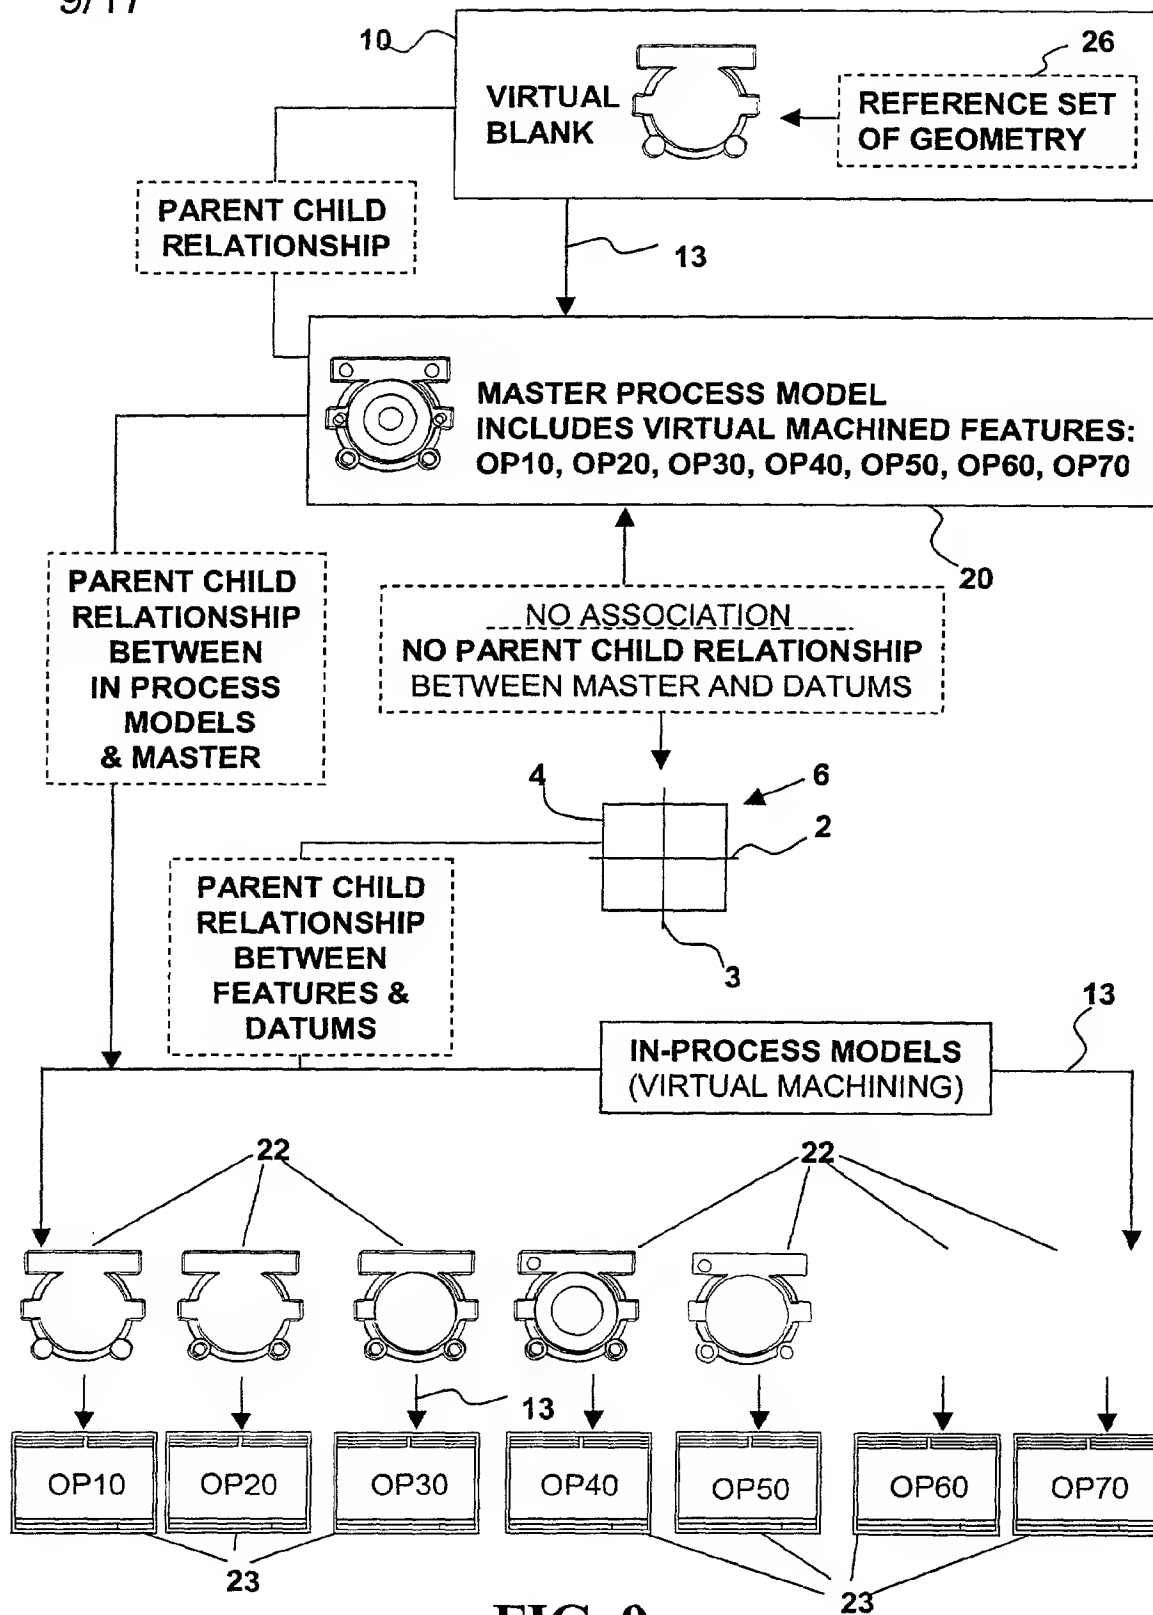 9/17
10
26
VIRTUAL
BLANK
REFERENCE SET
OF GEOMETRY
PARENT CHILD
RELATIONSHIP
13
MASTER PROCESS MODEL
INCLUDES VIRTUAL MACHINED FEATURES:
OP10, OP20, OP30, OP40, OP50, OP60, OP70
20
PARENT CHILD
RELATIONSHIP
BETWEEN
IN PROCESS
MODELS
& MASTER
NO ASSOCIATION
NO PARENT CHILD RELATIONSHIP
BETWEEN MASTER AND DATUMS
4
6
2
3
PARENT CHILD
RELATIONSHIP
BETWEEN
FEATURES &
DATUMS
IN-PROCESS MODELS
(VIRTUAL MACHINING)
13
22
22
13
OP10
OP20
OP30
OP40
OP50
OP60
OP70
23
23